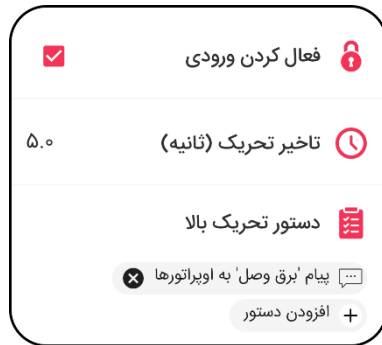 فعال کردن ورودی
تاخیر تحریک (ثانیه) ۵.۰
دستور تحریک بالا
پیام 'برق وصل' به اوپراتورها
افزودن دستور